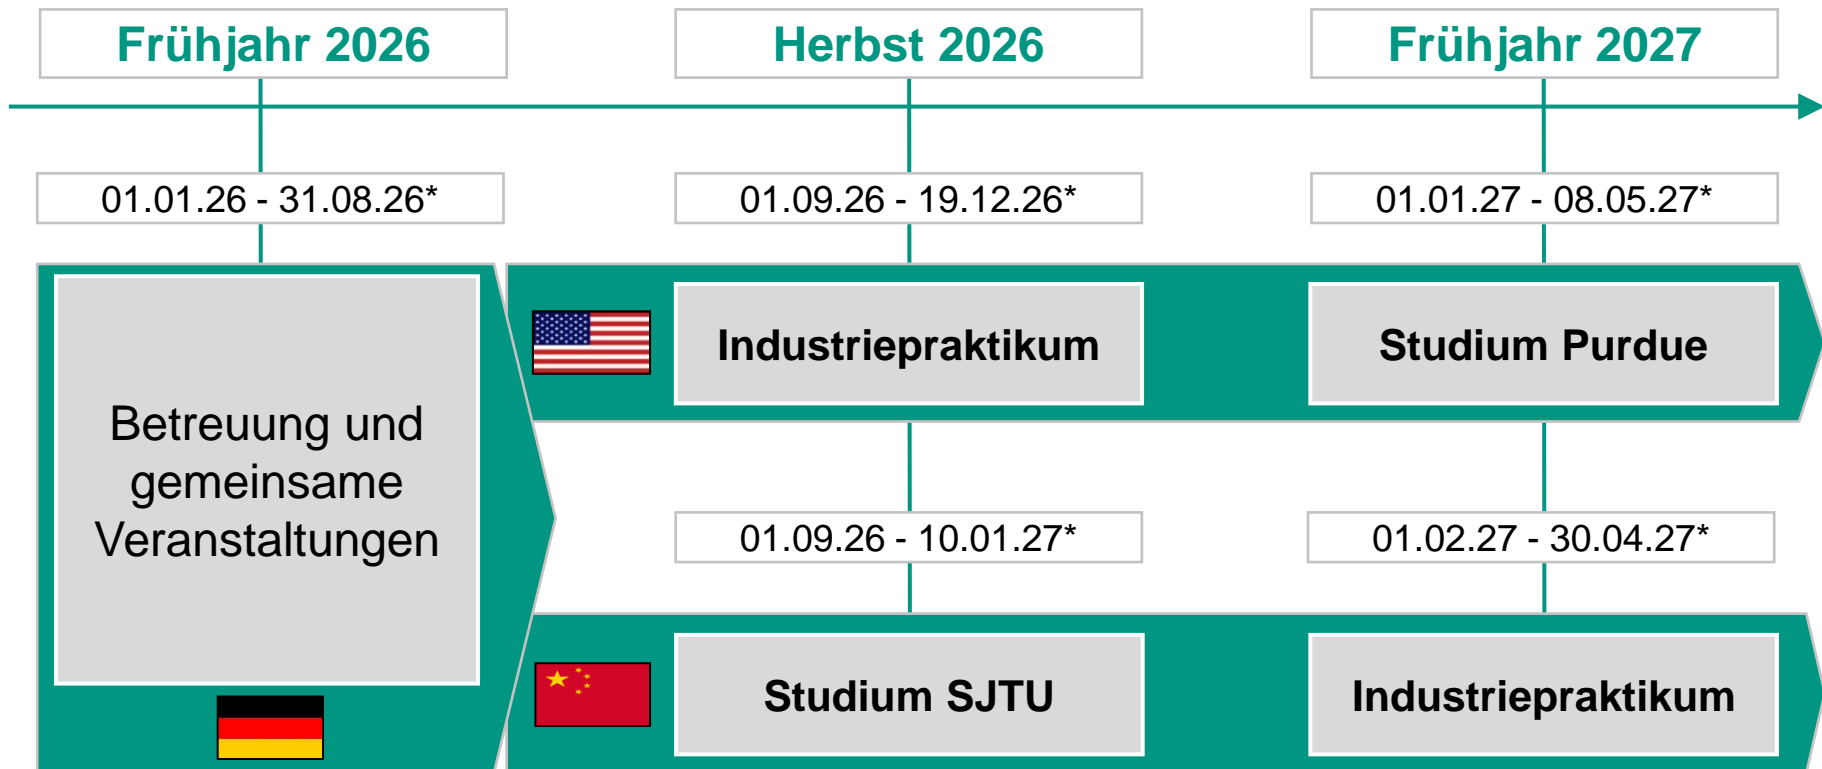 Frühjahr 2026
Herbst 2026
Frühjahr 2027
01.01.26 - 31.08.26*
01.09.26 - 19.12.26*
01.01.27 - 08.05.27*
Betreuung und
gemeinsame
Veranstaltungen
Industriepraktikum
Studium Purdue
01.09.26 - 10.01.27*
01.02.27 - 30.04.27*
Studium SJTU
Industriepraktikum